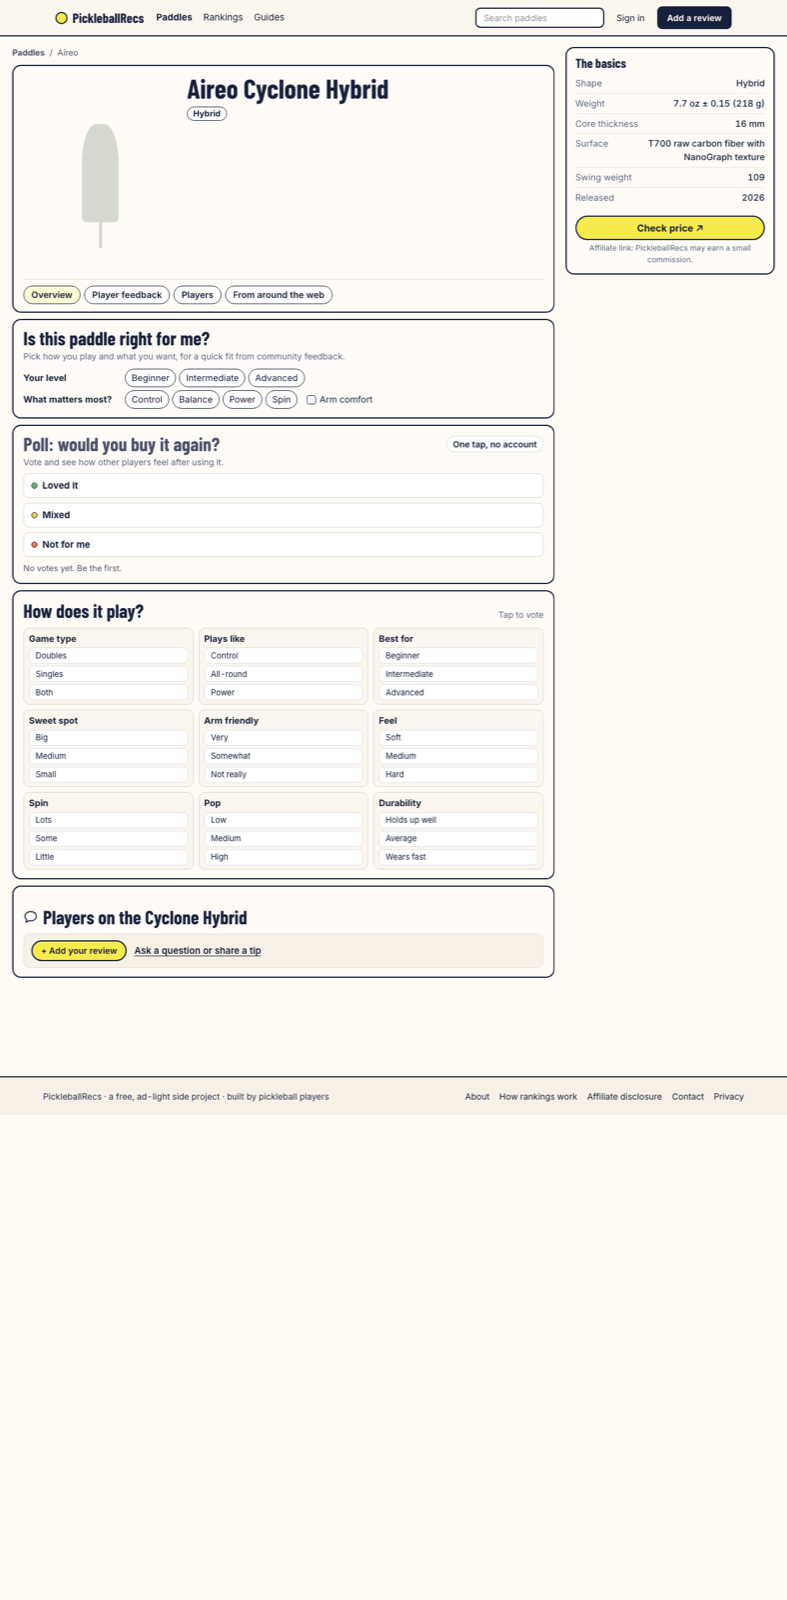 PickleballRecs
Paddles
Rankings
Guides
Search paddles
Sign in
Add a review
Paddles / Aireo
Aireo Cyclone Hybrid
Hybrid
Overview
Player feedback
Players
From around the web
The basics
Shape Hybrid
Weight 7.7 oz ± 0.15 (218 g)
Core thickness 16 mm
Surface T700 raw carbon fiber with
NanoGraph texture
Swing weight 109
Released 2026
Check price ↗
Affiliate link: PickleballRecs may earn a small
commission.
Is this paddle right for me?
Pick how you play and what you want, for a quick fit from community feedback.
Your level Beginner Intermediate Advanced
What matters most? Control Balance Power Spin Arm comfort
Poll: would you buy it again?
One tap, no account
Vote and see how other players feel after using it.
Loved it
Mixed
Not for me
No votes yet. Be the first.
How does it play?
Tap to vote
Game type
Doubles
Singles
Both
Plays like
Control
All-round
Power
Best for
Beginner
Intermediate
Advanced
Sweet spot
Big
Medium
Small
Arm friendly
Very
Somewhat
Not really
Feel
Soft
Medium
Hard
Spin
Lots
Some
Little
Pop
Low
Medium
High
Durability
Holds up well
Average
Wears fast
Players on the Cyclone Hybrid
+ Add your review
Ask a question or share a tip
PickleballRecs · a free, ad-light side project · built by pickleball players
About
How rankings work
Affiliate disclosure
Contact
Privacy